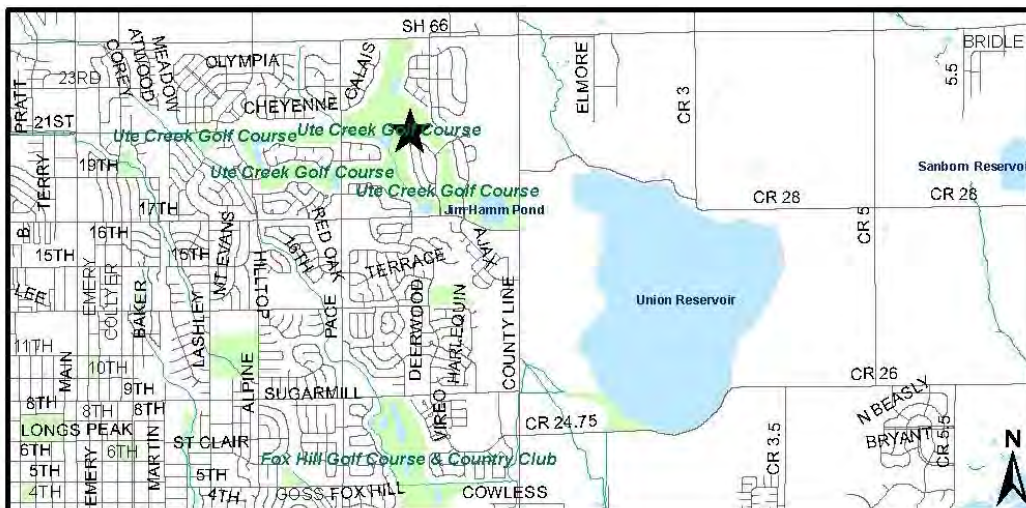 SH 66
BRIDLE
MEADOW
ATWOOD
COREY
OLYMPIA
CALAIS
ELMORE
5.5
23RD
CHEYENNE
CR 3
PRATT
21ST
Ute Creek Golf Course
Ute Creek Golf Course
19TH
Ute Creek Golf Course
Sanborn Reservoir
TERRY
Ute Creek Golf Course
17TH
Jim Hamm Pond
CR 28
CR 5
CR 28
B
16TH
15TH
15TH
MT EVANS
RED OAK
16TH
AJAX
TERRACE
LEE
EMERY
COLLYER
BAKER
LASHLEY
HILLTOP
PACE
DEERWOOD
HARLEQUIN
COUNTY LINE
Union Reservoir
11TH
MAIN
10TH
9TH
ALPINE
SUGARMILL
CR 26
8TH
8TH
8TH
VIREO
CR 24.75
N BEASLY
LONGS PEAK
ST CLAIR
BRYANT
CR 5.5
6TH
6TH
MARTIN
CR 3.5
N
5TH
5TH
Fox Hill Golf Course & Country Club
EMERY
4TH
4TH
GOSS
FOX HILL
COWLESS